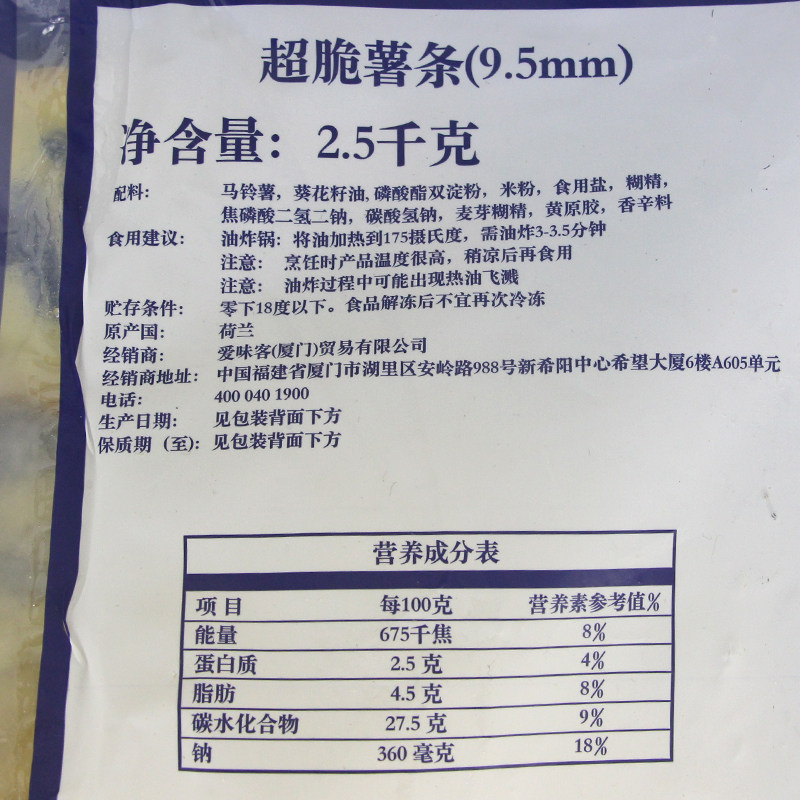 超脆薯条(9.5mm)
净含量：2.5千克
配料：马铃薯，葵花籽油，磷酸酯双淀粉，米粉，食用盐，糊精，
焦磷酸二氢二钠，碳酸氢钠，麦芽糊精，黄原胶，香辛料
食用建议：油炸锅：将油加热到175摄氏度，需油炸3-3.5分钟
注意：烹饪时产品温度很高，稍凉后再食用
注意：油炸过程中可能出现热油飞溅
贮存条件：零下18度以下。食品解冻后不宜再次冷冻
原产国：荷兰
经销商：爱味客(厦门)贸易有限公司
经销商地址：中国福建省厦门市湖里区安岭路988号新希阳中心希望大厦6楼A605单元
电话：400 040 1900
生产日期：见包装背面下方
保质期（至）：见包装背面下方
营养成分表
项目 每100克 营养素参考值%
能量 675千焦 8%
蛋白质 2.5 克 4%
脂肪 4.5 克 8%
碳水化合物 27.5 克 9%
钠 360 毫克 18%